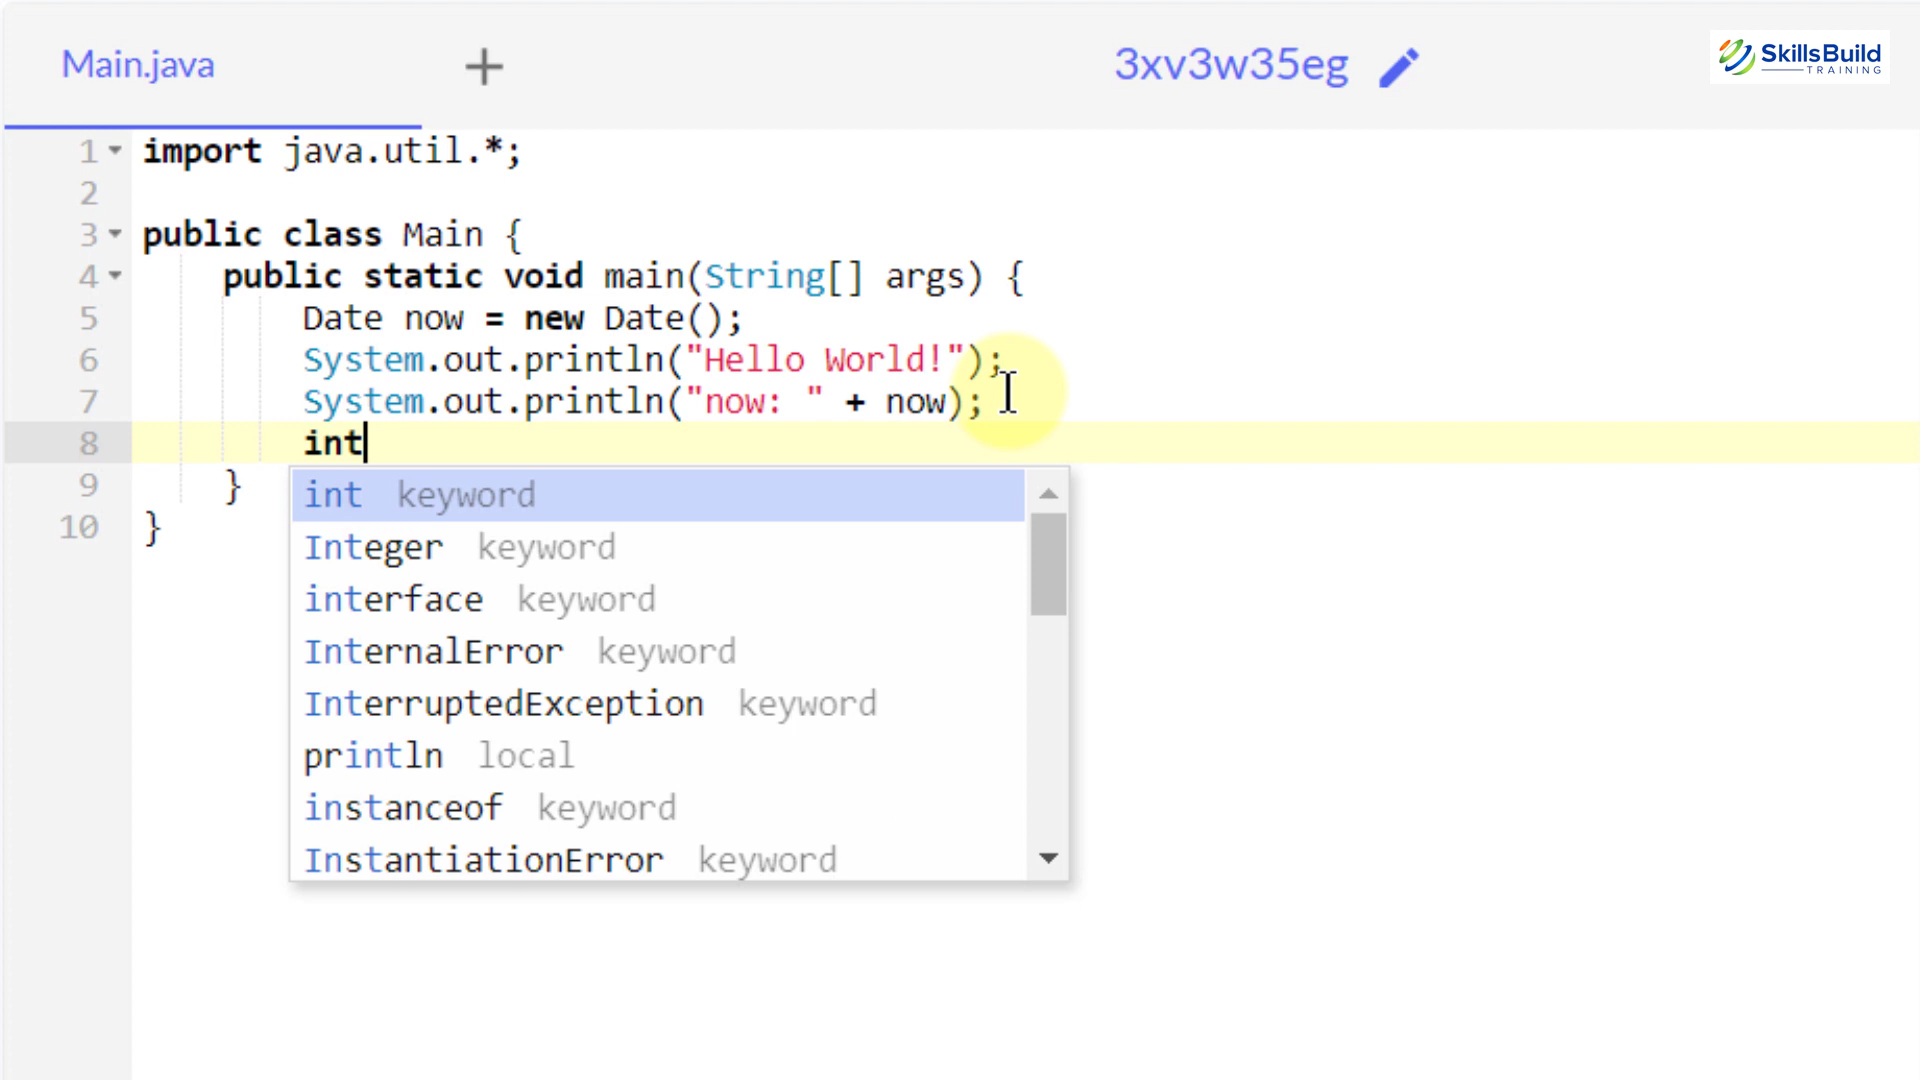 Main.java + 3xv3w35eg
SkillsBuild
TRAINING
1 import java.util.*;
2
3 public class Main {
4 public static void main(String[] args) {
5 Date now = new Date();
6 System.out.println("Hello World!");
7 System.out.println("now: " + now);
8 int
9 }
10 }
int keyword
Integer keyword
interface keyword
InternalError keyword
InterruptedException keyword
println local
instanceof keyword
InstantiationError keyword